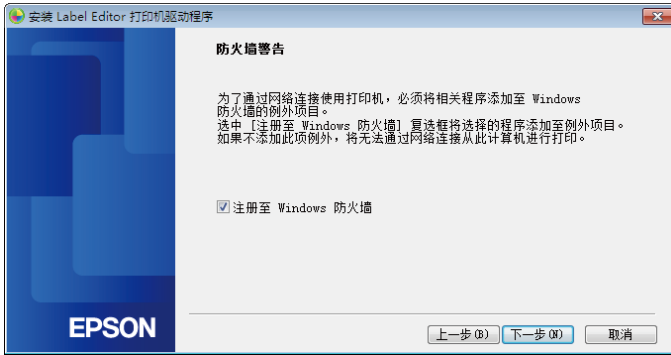 安装 Label Editor 打印机驱动程序
防火墙警告
为了通过网络连接使用打印机，必须将相关程序添加至 Windows
防火墙的例外项目。
选中 [注册至 Windows 防火墙] 复选框将选择的程序添加至例外项目。
如果不添加此项例外，将无法通过网络连接从此计算机进行打印。
注册至 Windows 防火墙
EPSON
上一步(B) 下一步(N) 取消